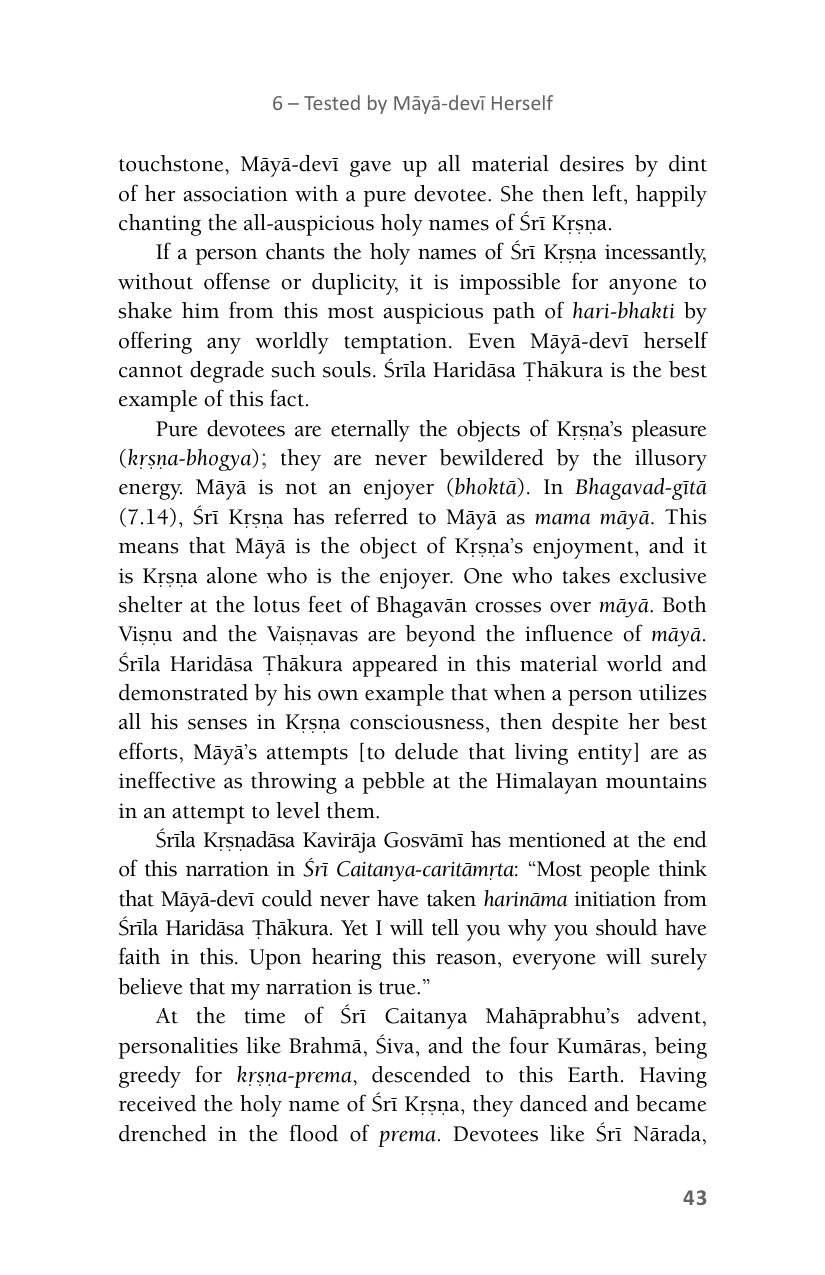 6 – Tested by Māyā-devī Herself
touchstone, Māyā-devī gave up all material desires by dint
of her association with a pure devotee. She then left, happily
chanting the all-auspicious holy names of Śrī Kṛṣṇa.
If a person chants the holy names of Śrī Kṛṣṇa incessantly,
without offense or duplicity, it is impossible for anyone to
shake him from this most auspicious path of hari-bhakti by
offering any worldly temptation. Even Māyā-devī herself
cannot degrade such souls. Śrīla Haridāsa Ṭhākura is the best
example of this fact.
Pure devotees are eternally the objects of Kṛṣṇa’s pleasure
(kṛṣṇa-bhogya); they are never bewildered by the illusory
energy. Māyā is not an enjoyer (bhoktā). In Bhagavad-gītā
(7.14), Śrī Kṛṣṇa has referred to Māyā as mama māyā. This
means that Māyā is the object of Kṛṣṇa’s enjoyment, and it
is Kṛṣṇa alone who is the enjoyer. One who takes exclusive
shelter at the lotus feet of Bhagavān crosses over māyā. Both
Viṣṇu and the Vaiṣṇavas are beyond the influence of māyā.
Śrīla Haridāsa Ṭhākura appeared in this material world and
demonstrated by his own example that when a person utilizes
all his senses in Kṛṣṇa consciousness, then despite her best
efforts, Māyā’s attempts [to delude that living entity] are as
ineffective as throwing a pebble at the Himalayan mountains
in an attempt to level them.
Śrīla Kṛṣṇadāsa Kavirāja Gosvāmī has mentioned at the end
of this narration in Śrī Caitanya-caritāmṛta: “Most people think
that Māyā-devī could never have taken harināma initiation from
Śrīla Haridāsa Ṭhākura. Yet I will tell you why you should have
faith in this. Upon hearing this reason, everyone will surely
believe that my narration is true.”
At the time of Śrī Caitanya Mahāprabhu’s advent,
personalities like Brahmā, Śiva, and the four Kumāras, being
greedy for kṛṣṇa-prema, descended to this Earth. Having
received the holy name of Śrī Kṛṣṇa, they danced and became
drenched in the flood of prema. Devotees like Śrī Nārada,
43